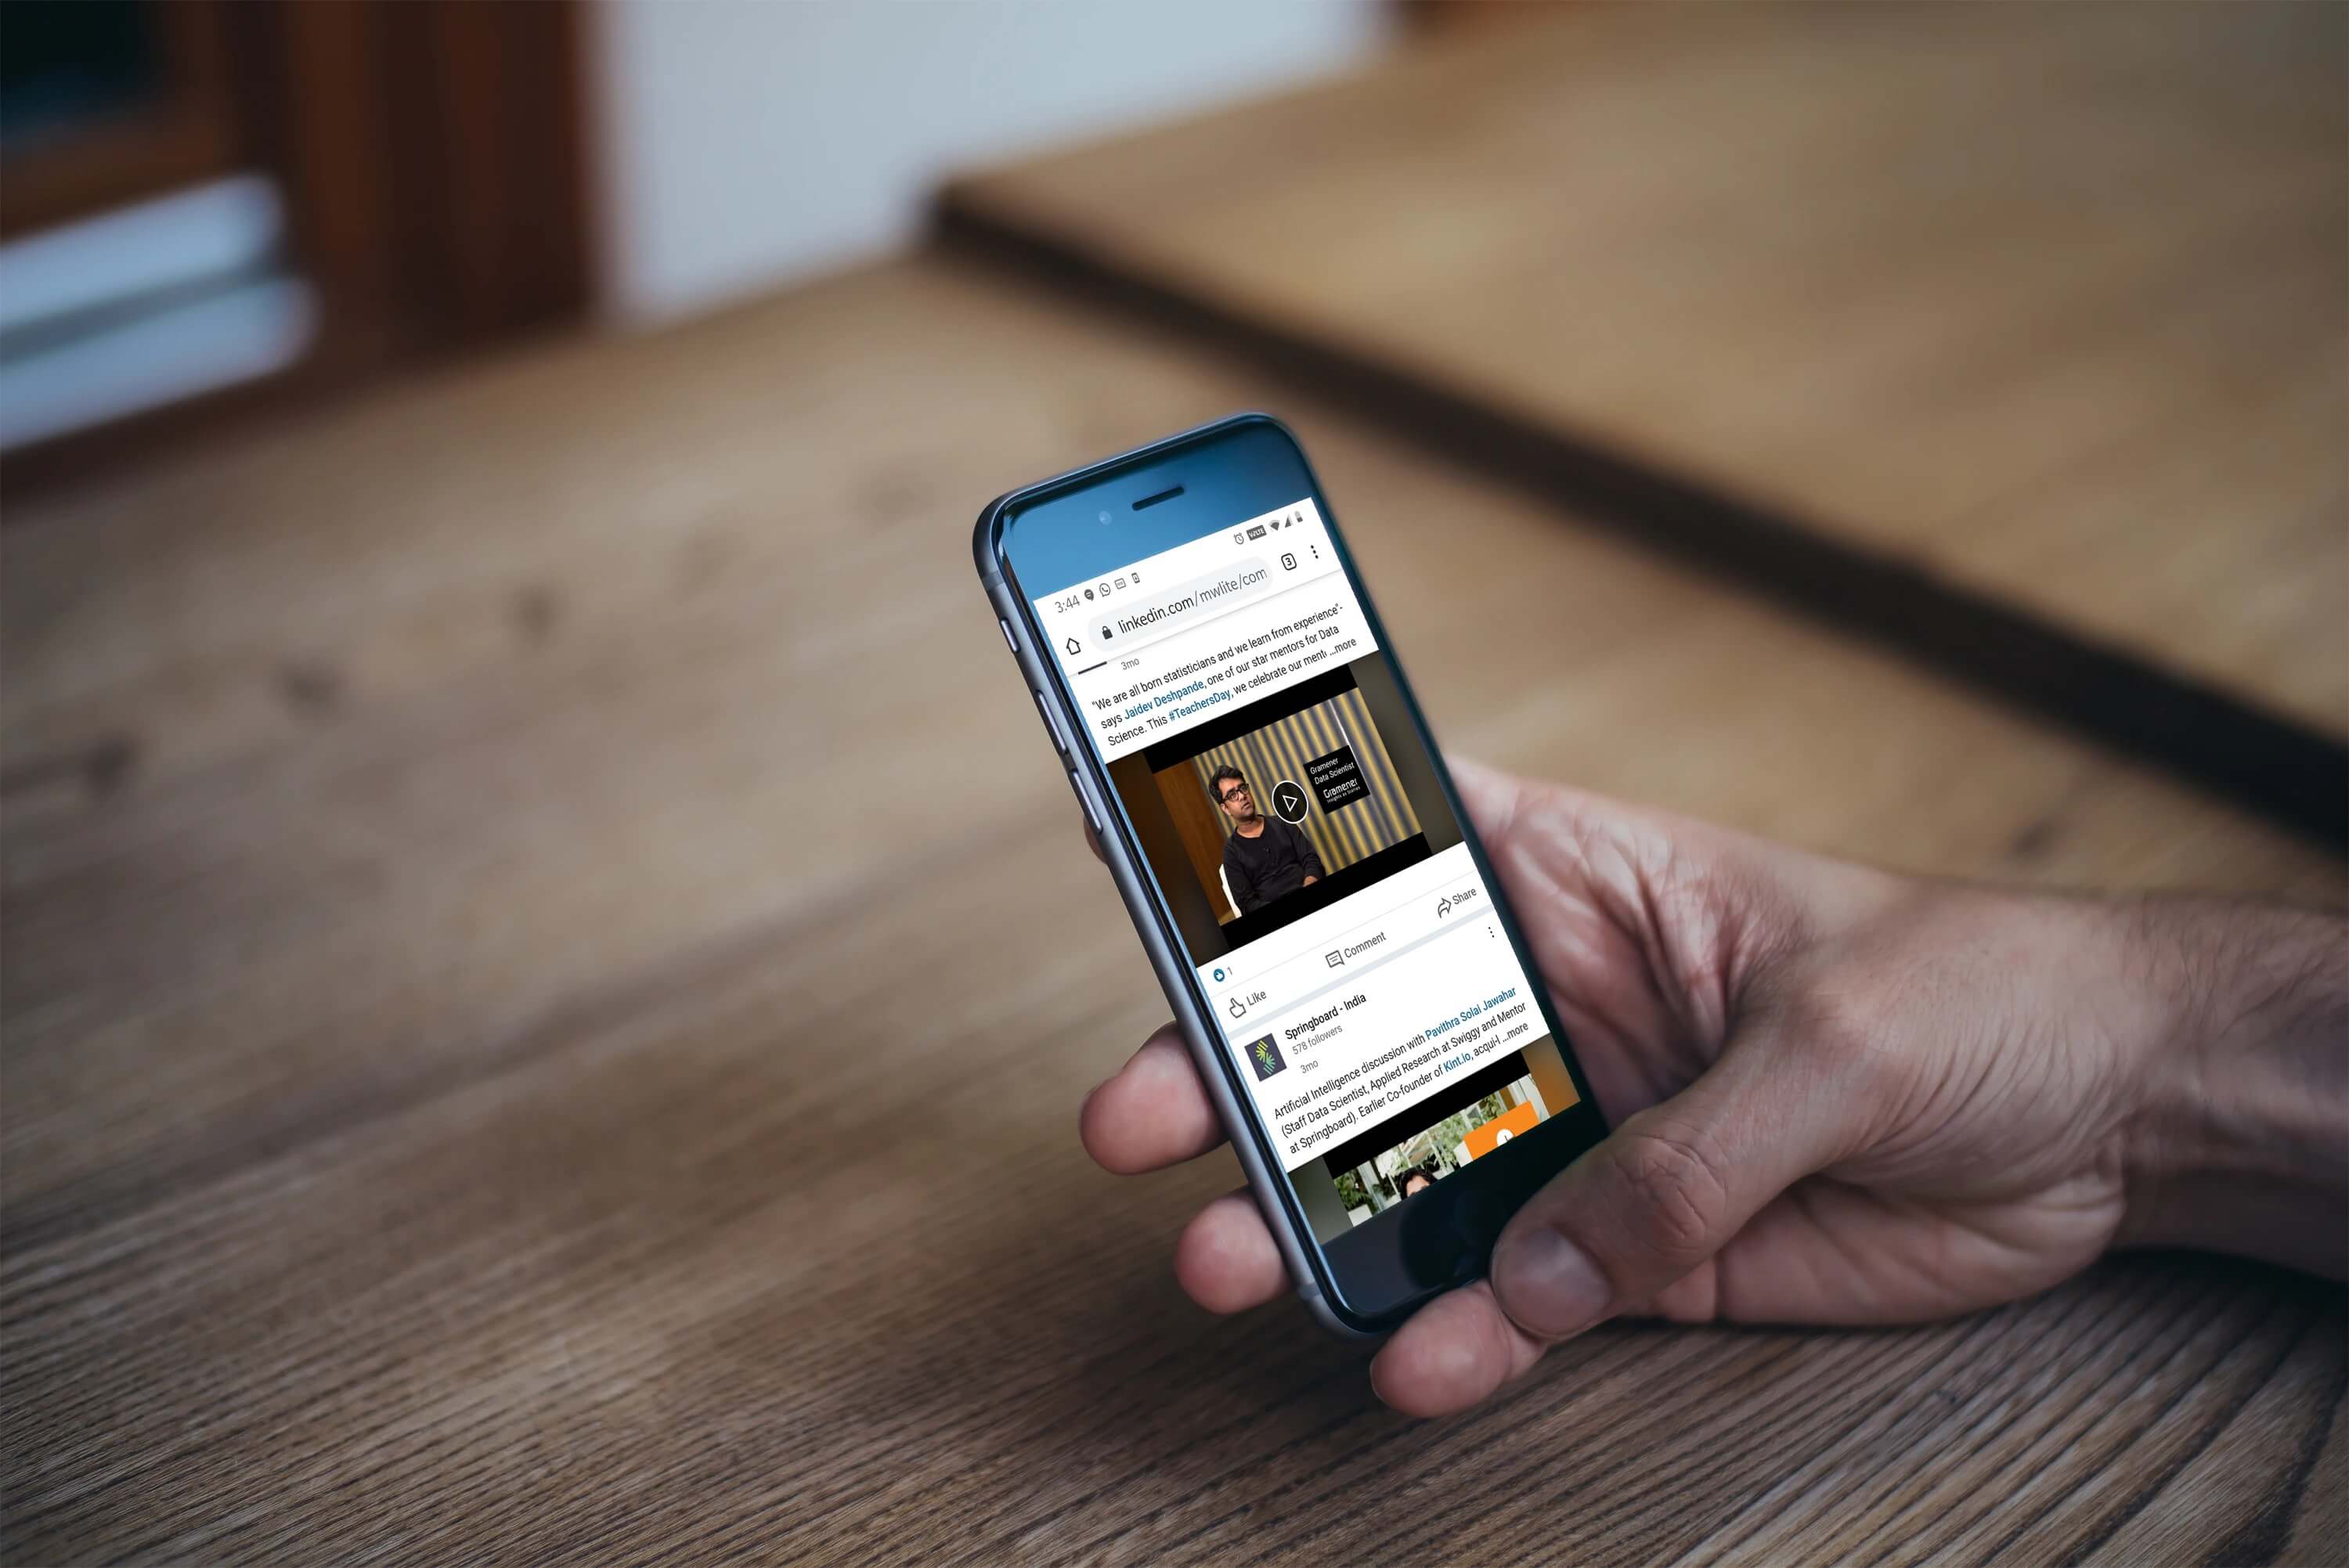 3:44
VoLTE
linkedin.com/mwlite/com
3
3mo
"We are all born statisticians and we learn from experience"-
says Jaidev Deshpande, one of our star mentors for Data
Science. This #TeachersDay, we celebrate our ment ...more
Gramener
Data Scientist
Gramener
1
Like
Comment
Share
Springboard - India
578 followers
3mo
Artificial Intelligence discussion with Pavithra Solai Jawahar
(Staff Data Scientist, Applied Research at Swiggy and Mentor
at Springboard). Earlier Co-founder of Kint.io, acqui-l ...more